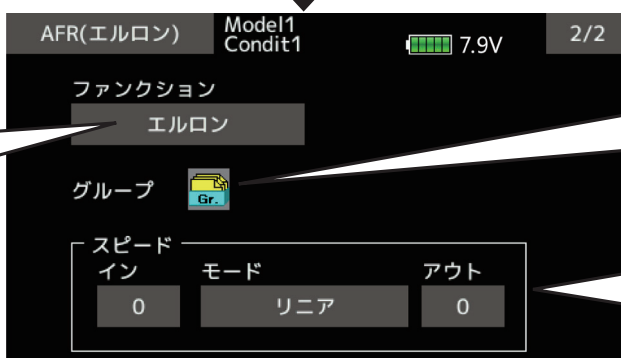 AFR(エルロン) Model1 Condit1 7.9V 2/2
ファンクション
エルロン
グループ Gr.
スピード
イン モード アウト
0 リニア 0